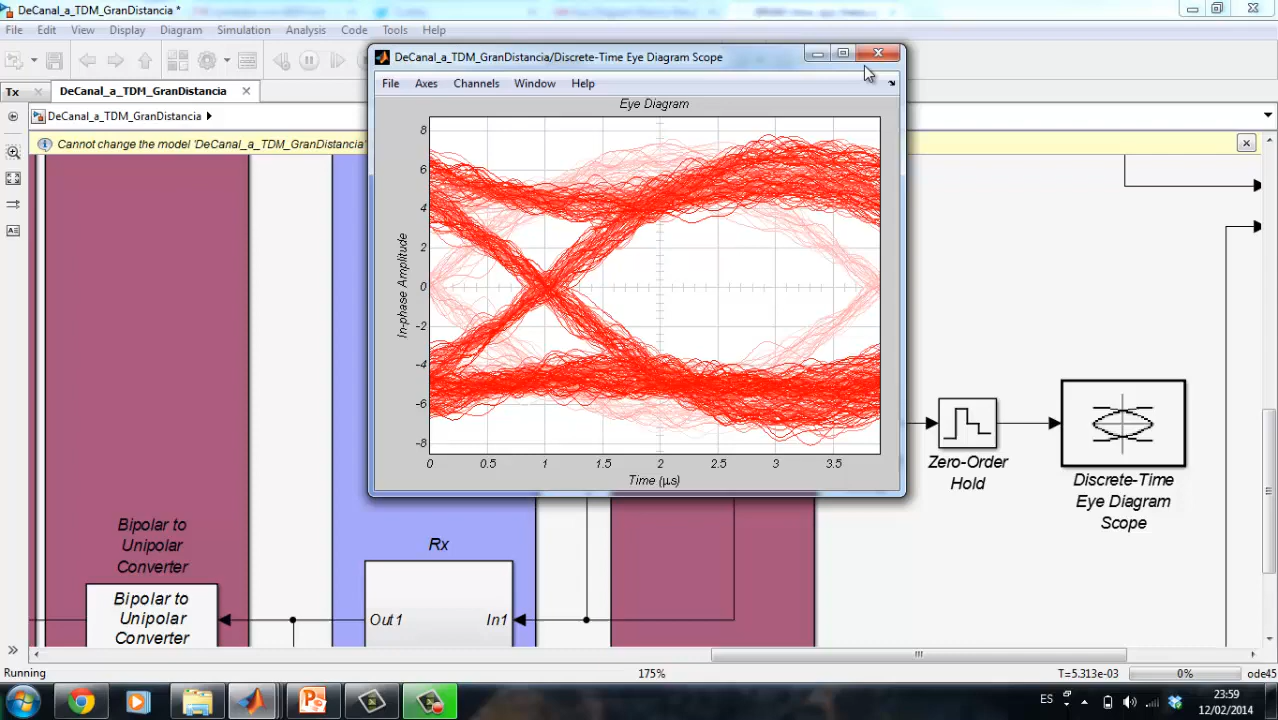 DeCanal_a_TDM_GranDistancia *
File Edit View Display Diagram Simulation Analysis Code Tools Help
Tx DeCanal_a_TDM_GranDistancia
DeCanal_a_TDM_GranDistancia
Cannot change the model 'DeCanal_a_TDM_GranDistancia'
DeCanal_a_TDM_GranDistancia/Discrete-Time Eye Diagram Scope
File Axes Channels Window Help
Eye Diagram
In-phase Amplitude
8
6
4
2
0
-2
-4
-6
-8
0 0.5 1 1.5 2 2.5 3 3.5
Time (μs)
Zero-Order
Hold
Discrete-Time
Eye Diagram
Scope
Bipolar to
Unipolar
Converter
Bipolar to
Unipolar
Converter
Rx
Out1 In1
Running 175% T=5.313e-03 0% ode45
ES 23:59
12/02/2014